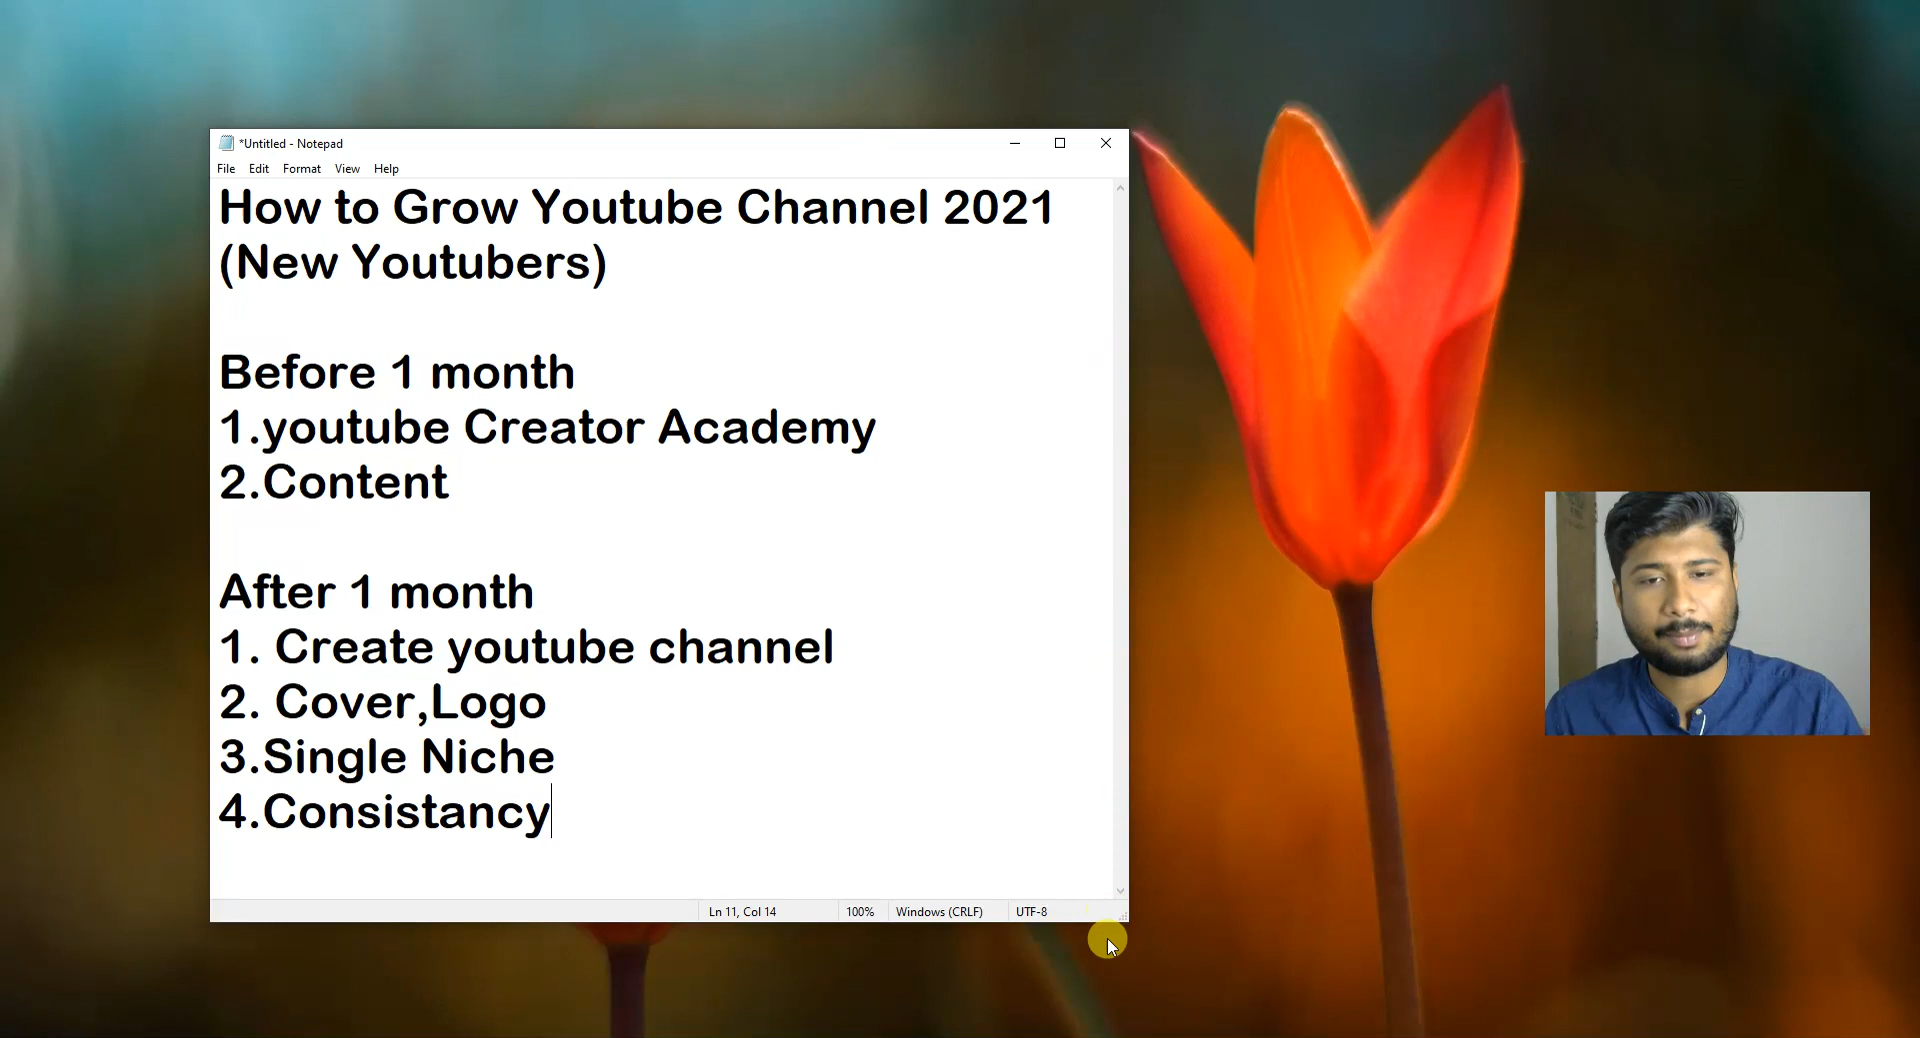 *Untitled - Notepad
File Edit Format View Help
How to Grow Youtube Channel 2021
(New Youtubers)
Before 1 month
1.youtube Creator Academy
2.Content
After 1 month
1. Create youtube channel
2. Cover,Logo
3.Single Niche
4.Consistancy
Ln 11, Col 14 100% Windows (CRLF) UTF-8